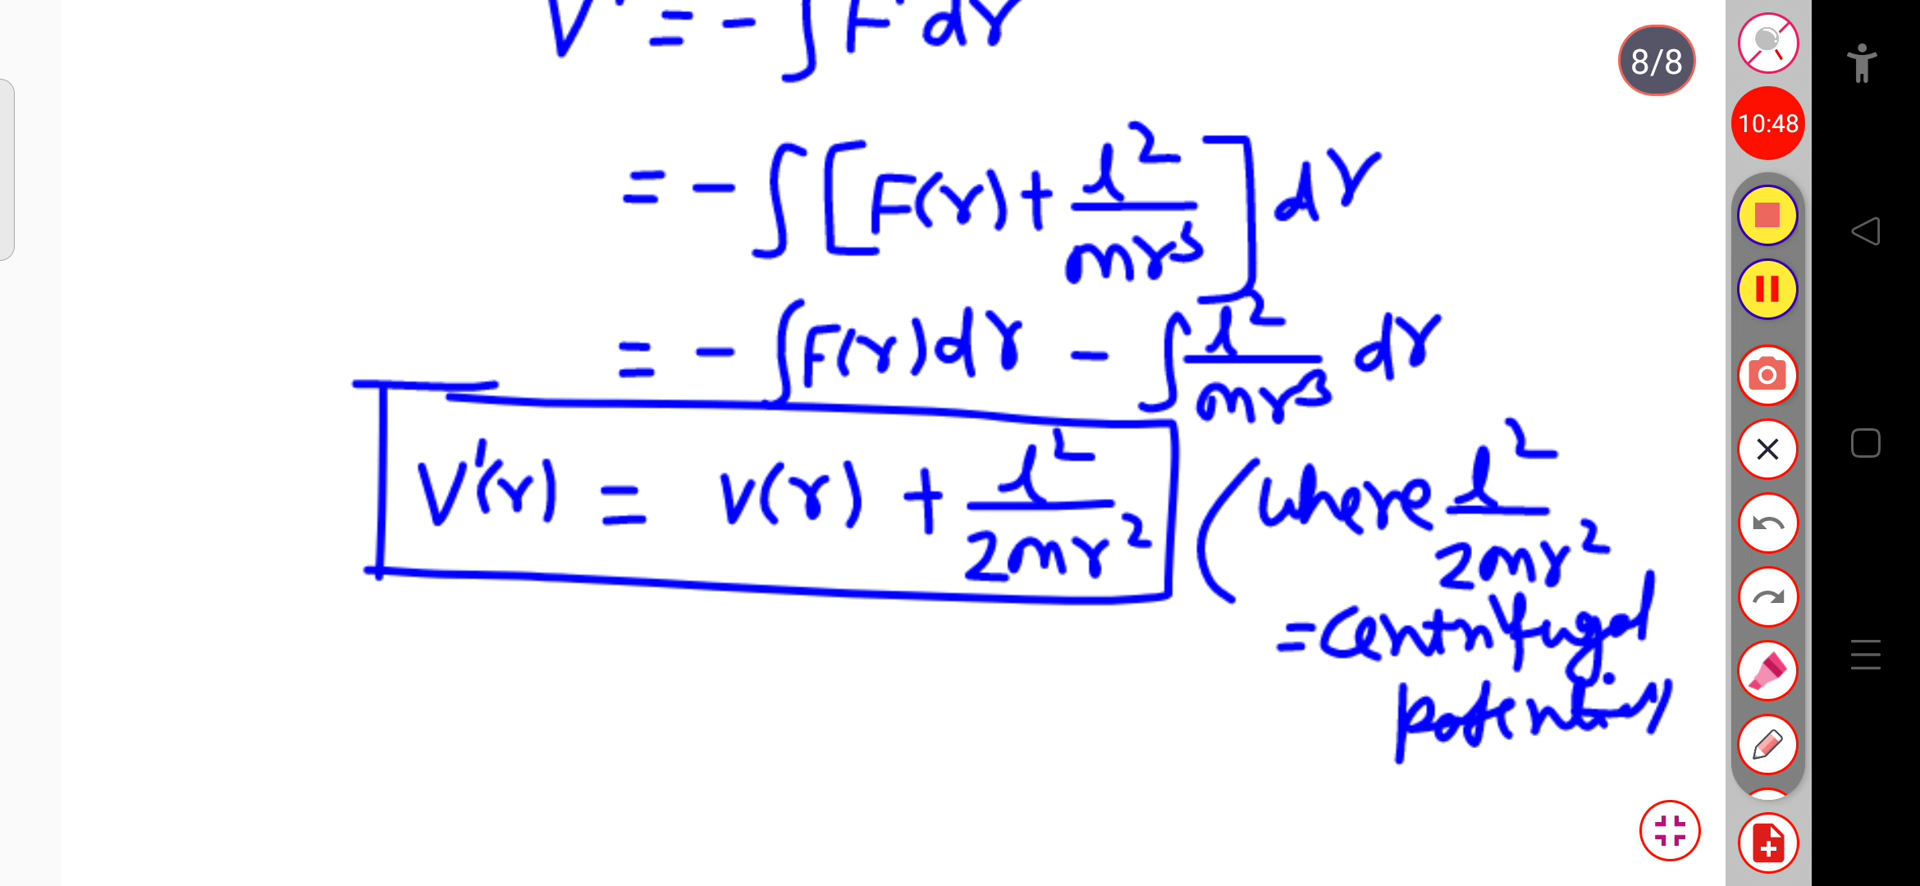 V' = - ∫F'dr
8/8
10:48
= - ∫[F(r) + l²/mr³]dr
= - ∫F(r)dr - ∫l²/mr³ dr
V'(r) = V(r) + l²/2mr² (where l²/2mr²
= centrifugal
potential